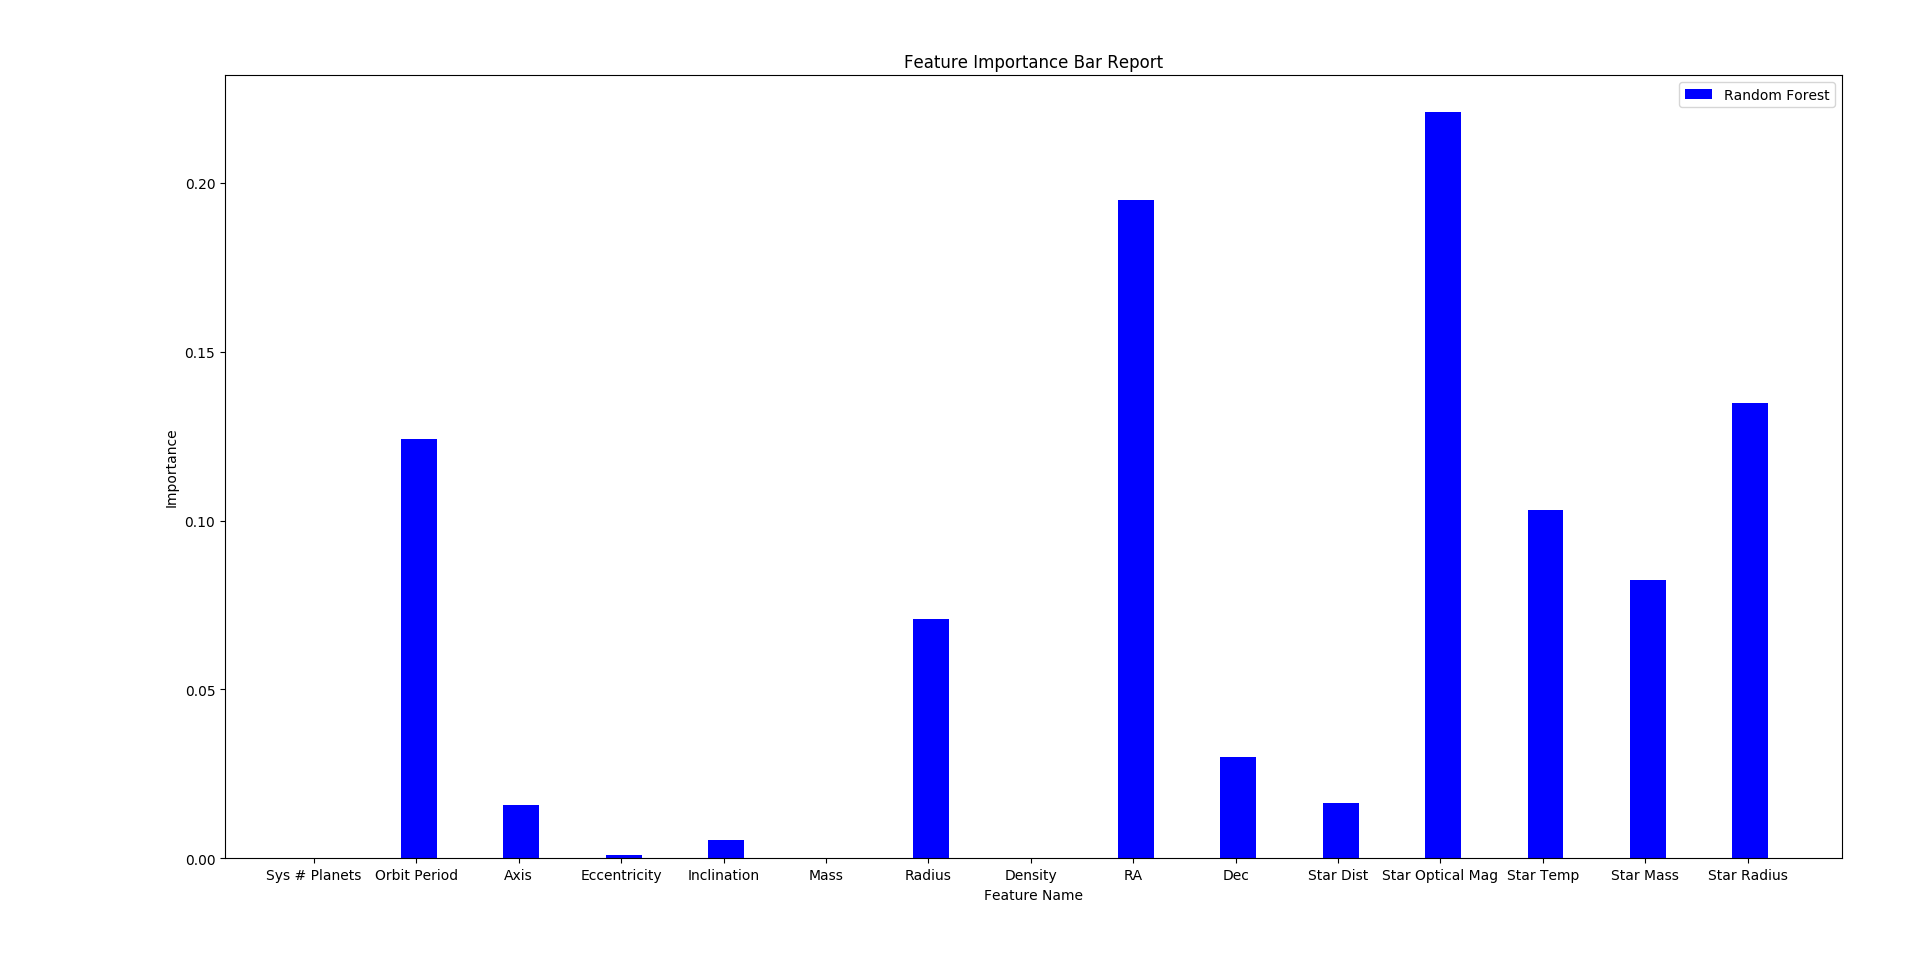 Feature Importance Bar Report
Random Forest
0.20
0.15
0.10
0.05
0.00
Importance
Sys # Planets Orbit Period Axis Eccentricity Inclination Mass Radius Density RA Dec Star Dist Star Optical Mag Star Temp Star Mass Star Radius
Feature Name